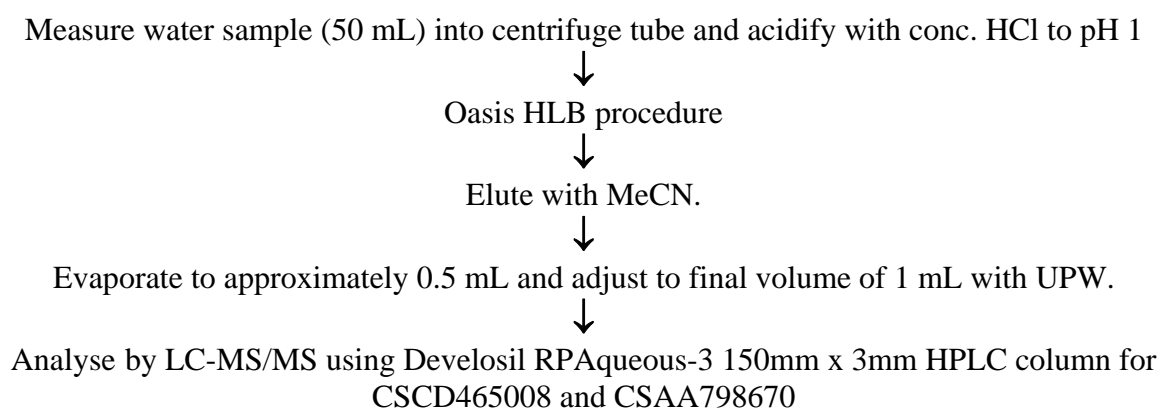 Measure water sample (50 mL) into centrifuge tube and acidify with conc. HCl to pH 1
Oasis HLB procedure
Elute with MeCN.
Evaporate to approximately 0.5 mL and adjust to final volume of 1 mL with UPW.
Analyse by LC-MS/MS using Develosil RPAqueous-3 150mm x 3mm HPLC column for
CSCD465008 and CSAA798670